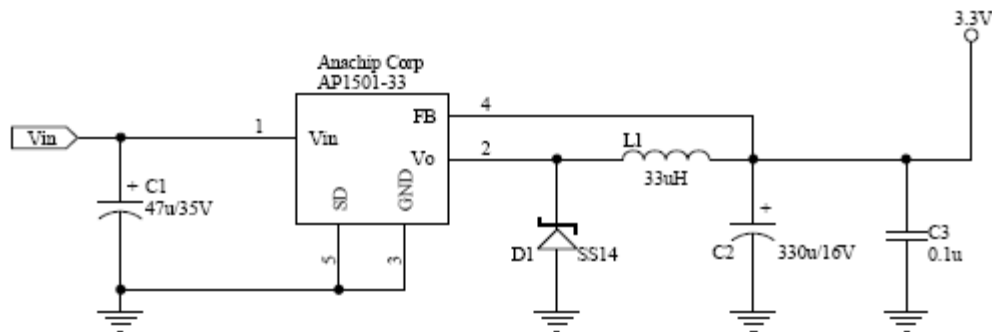 3.3V
Anachip Corp
AP1501-33
FB
4
Vin
1
Vin
Vo
2
L1
33uH
+
C1
47u/35V
SD
GND
5
3
D1
SS14
+
C2
330u/16V
C3
0.1u